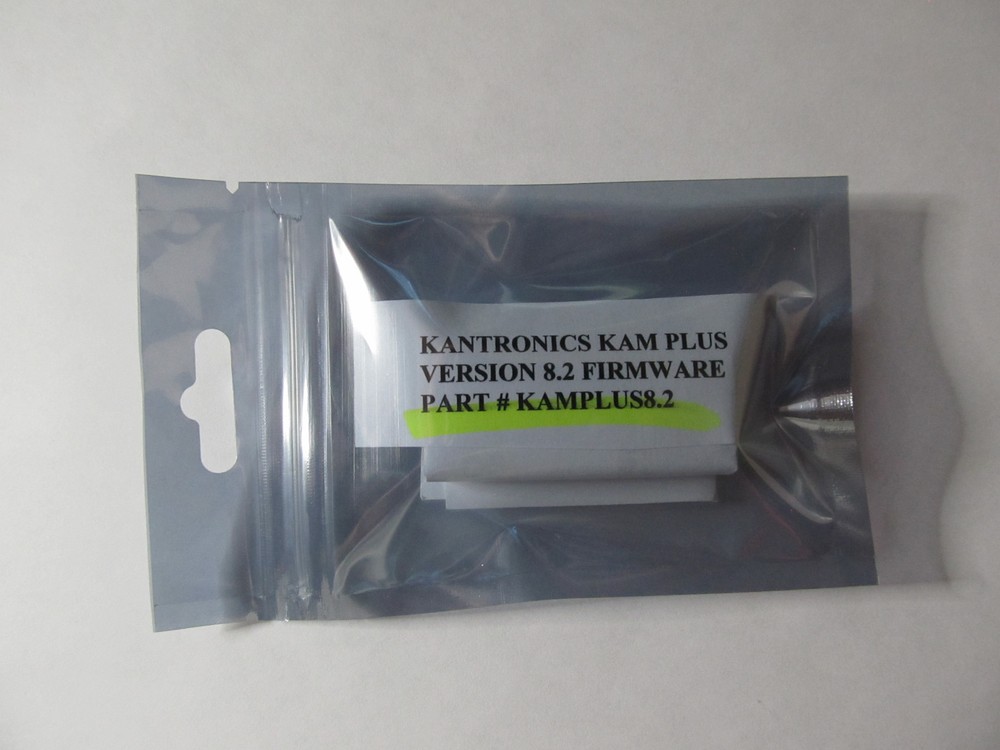 KANTRONICS KAM PLUS
VERSION 8.2 FIRMWARE
PART # KAMPLUS8.2